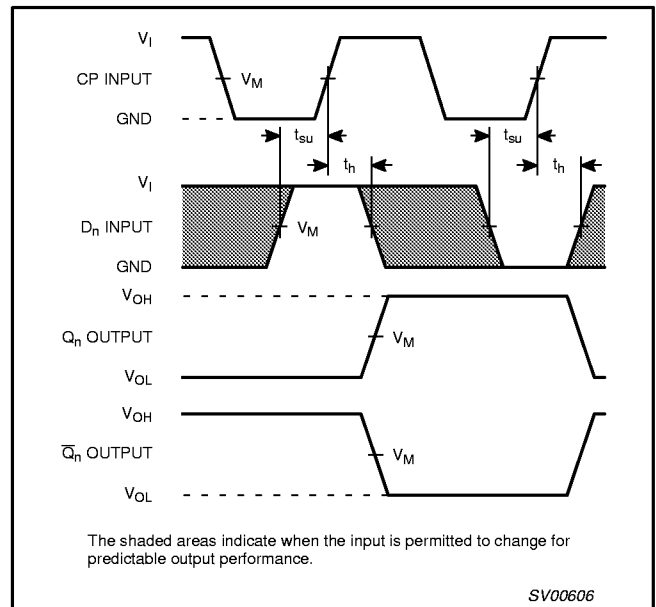 V_I
CP INPUT
V_M
GND
t_su
t_su
t_h
t_h
V_I
D_n INPUT
V_M
GND
V_OH
Q_n OUTPUT
V_M
V_OL
V_OH
Q̅_n OUTPUT
V_M
V_OL
The shaded areas indicate when the input is permitted to change for
predictable output performance.
SV00606